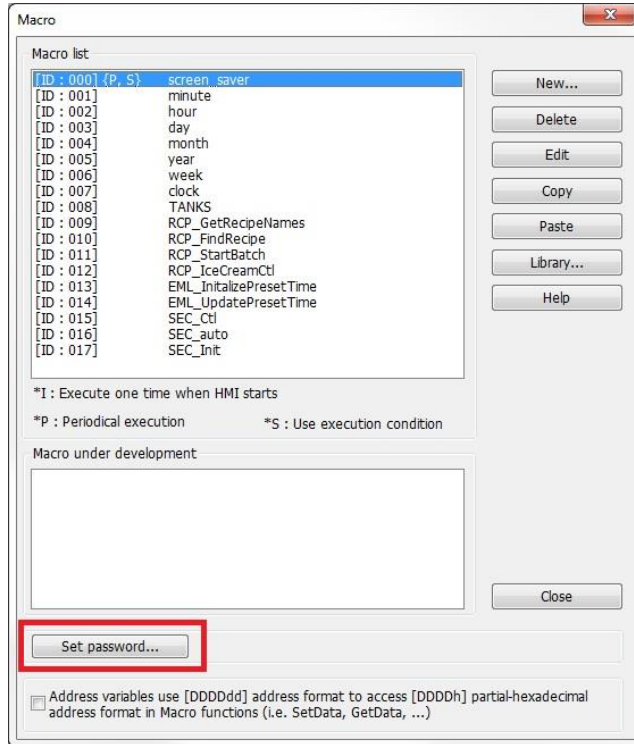 Macro
Macro list
[ID : 000] {P, S} screen_saver
[ID : 001] minute
[ID : 002] hour
[ID : 003] day
[ID : 004] month
[ID : 005] year
[ID : 006] week
[ID : 007] clock
[ID : 008] TANKS
[ID : 009] RCP_GetRecipeNames
[ID : 010] RCP_FindRecipe
[ID : 011] RCP_StartBatch
[ID : 012] RCP_IceCreamCtl
[ID : 013] EML_InitalizePresetTime
[ID : 014] EML_UpdatePresetTime
[ID : 015] SEC_Ctl
[ID : 016] SEC_auto
[ID : 017] SEC_Init
New...
Delete
Edit
Copy
Paste
Library...
Help
*I : Execute one time when HMI starts
*P : Periodical execution *S : Use execution condition
Macro under development
Close
Set password...
Address variables use [DDDDdd] address format to access [DDDDh] partial-hexadecimal
address format in Macro functions (i.e. SetData, GetData, ...)